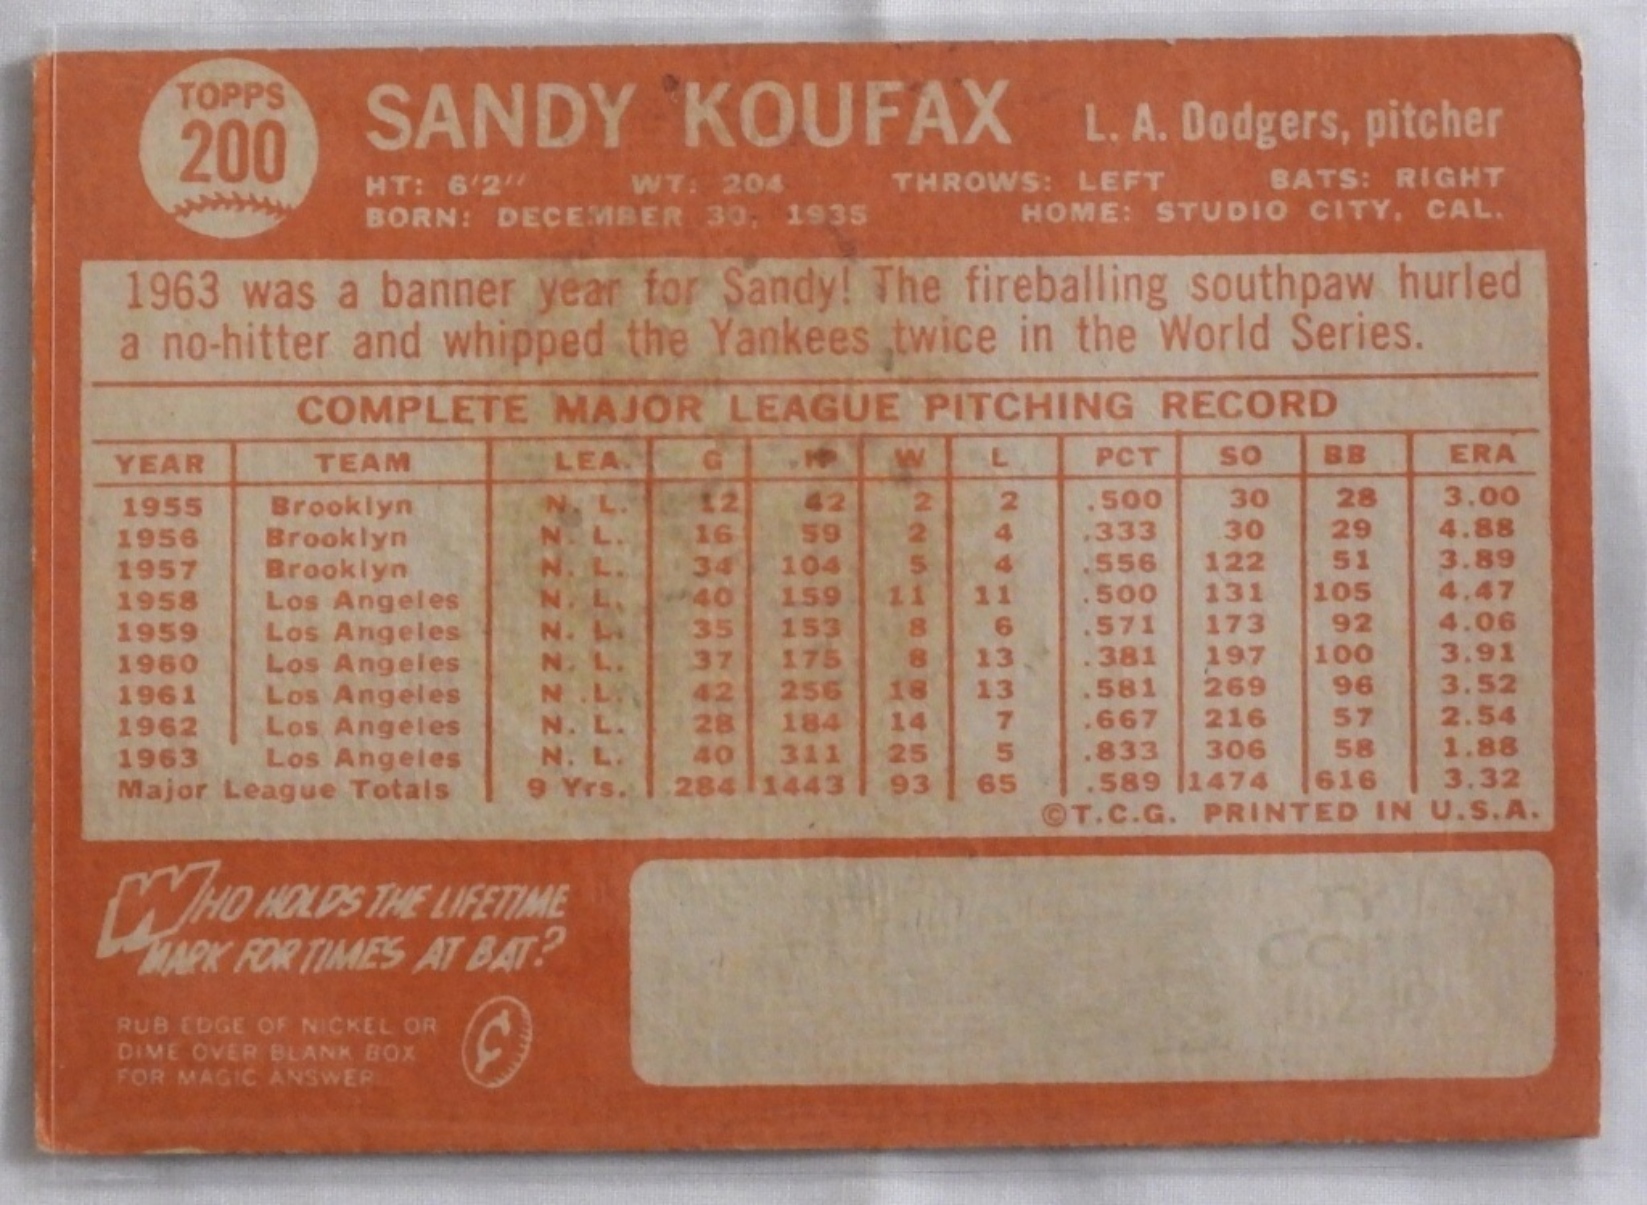 TOPPS
200
SANDY KOUFAX L. A. Dodgers, pitcher
HT: 6'2" WT: 204 THROWS: LEFT BATS: RIGHT
BORN: DECEMBER 30, 1935 HOME: STUDIO CITY, CAL.
1963 was a banner year for Sandy! The fireballing southpaw hurled
a no-hitter and whipped the Yankees twice in the World Series.
COMPLETE MAJOR LEAGUE PITCHING RECORD
YEAR TEAM LEA. G IP W L PCT SO BB ERA
1955 Brooklyn N. L. 12 42 2 2 .500 30 28 3.00
1956 Brooklyn N. L. 16 59 2 4 .333 30 29 4.88
1957 Brooklyn N. L. 34 104 5 4 .556 122 51 3.89
1958 Los Angeles N. L. 40 159 11 11 .500 131 105 4.47
1959 Los Angeles N. L. 35 153 8 6 .571 173 92 4.06
1960 Los Angeles N. L. 37 175 8 13 .381 197 100 3.91
1961 Los Angeles N. L. 42 256 18 13 .581 269 96 3.52
1962 Los Angeles N. L. 28 184 14 7 .667 216 57 2.54
1963 Los Angeles N. L. 40 311 25 5 .833 306 58 1.88
Major League Totals 9 Yrs. 284 1443 93 65 .589 1474 616 3.32
©T.C.G. PRINTED IN U.S.A.
WHO HOLDS THE LIFETIME
MARK FOR TIMES AT BAT?
RUB EDGE OF NICKEL OR
DIME OVER BLANK BOX
FOR MAGIC ANSWER